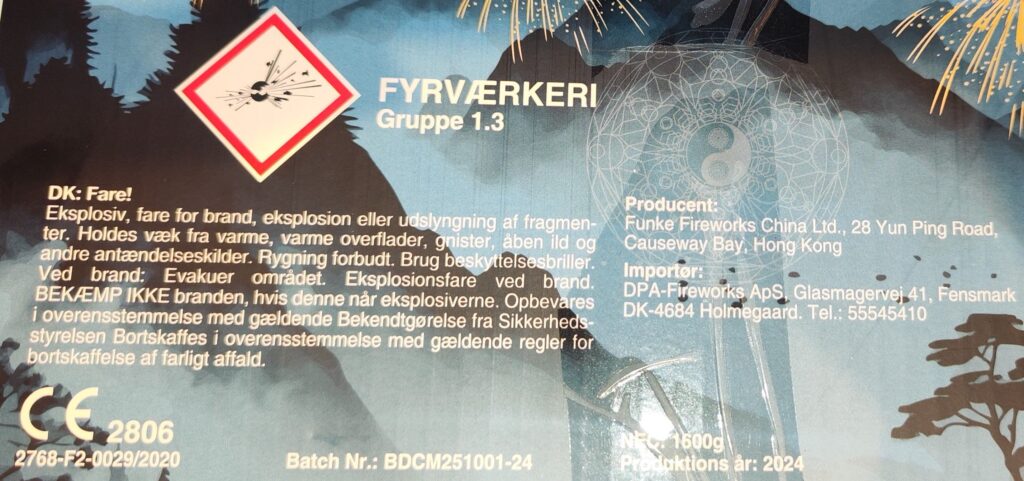 FYRVÆRKERI
Gruppe 1.3
DK: Fare!
Eksplosiv, fare for brand, eksplosion eller udslyngning af fragmen-
ter. Holdes væk fra varme, varme overflader, gnister, åben ild og
andre antændelseskilder. Rygning forbudt. Brug beskyttelsesbriller.
Ved brand: Evakuer området. Eksplosionsfare ved brand.
BEKÆMP IKKE branden, hvis denne når eksplosiverne. Opbevares
i overensstemmelse med gældende Bekendtgørelse fra Sikkerheds-
styrelsen Bortskaffes i overensstemmelse med gældende regler for
bortskaffelse af farligt affald.
Producent:
Funke Fireworks China Ltd., 28 Yun Ping Road,
Causeway Bay, Hong Kong
Importør:
DPA-Fireworks ApS, Glasmagervej 41, Fensmark
DK-4684 Holmegaard. Tel.: 55545410
CE 2806
2768-F2-0029/2020
Batch Nr.: BDCM251001-24
NEC: 1600g
Produktions år: 2024